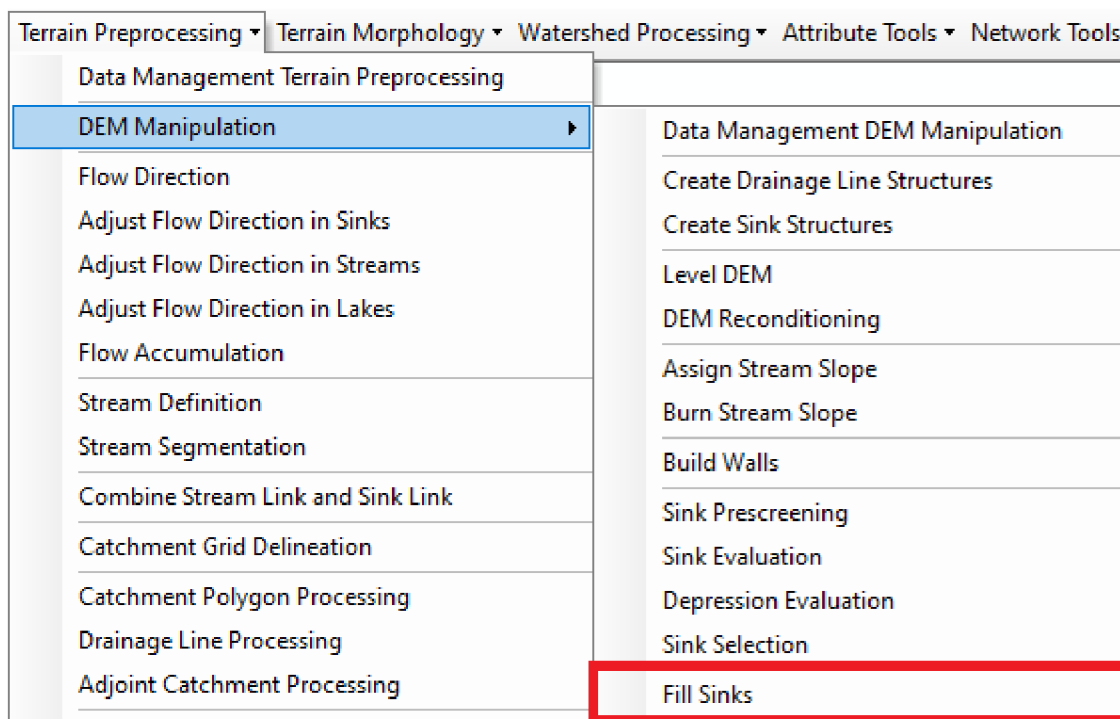 Terrain Preprocessing Terrain Morphology Watershed Processing Attribute Tools Network Tools
Data Management Terrain Preprocessing
DEM Manipulation
Flow Direction
Adjust Flow Direction in Sinks
Adjust Flow Direction in Streams
Adjust Flow Direction in Lakes
Flow Accumulation
Stream Definition
Stream Segmentation
Combine Stream Link and Sink Link
Catchment Grid Delineation
Catchment Polygon Processing
Drainage Line Processing
Adjoint Catchment Processing
Data Management DEM Manipulation
Create Drainage Line Structures
Create Sink Structures
Level DEM
DEM Reconditioning
Assign Stream Slope
Burn Stream Slope
Build Walls
Sink Prescreening
Sink Evaluation
Depression Evaluation
Sink Selection
Fill Sinks